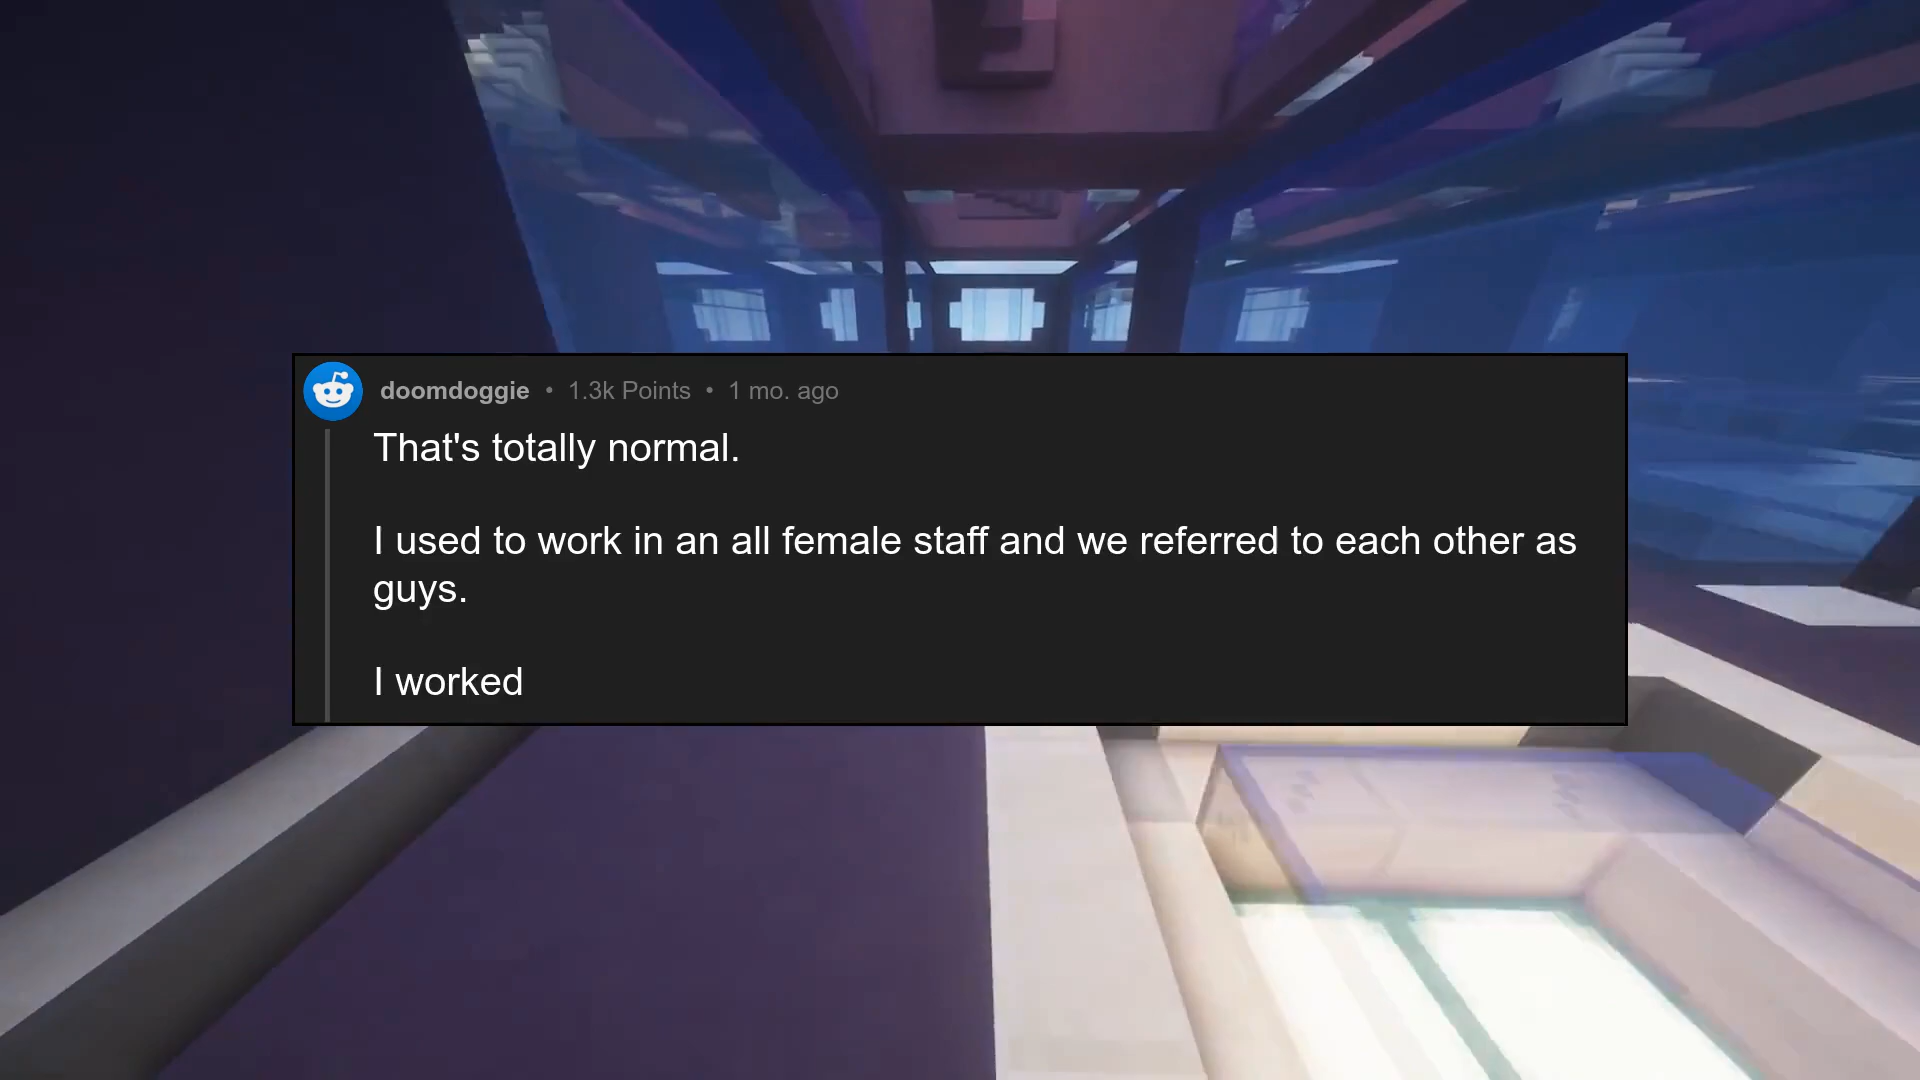 doomdoggie • 1.3k Points • 1 mo. ago
That's totally normal.
I used to work in an all female staff and we referred to each other as
guys.
I worked